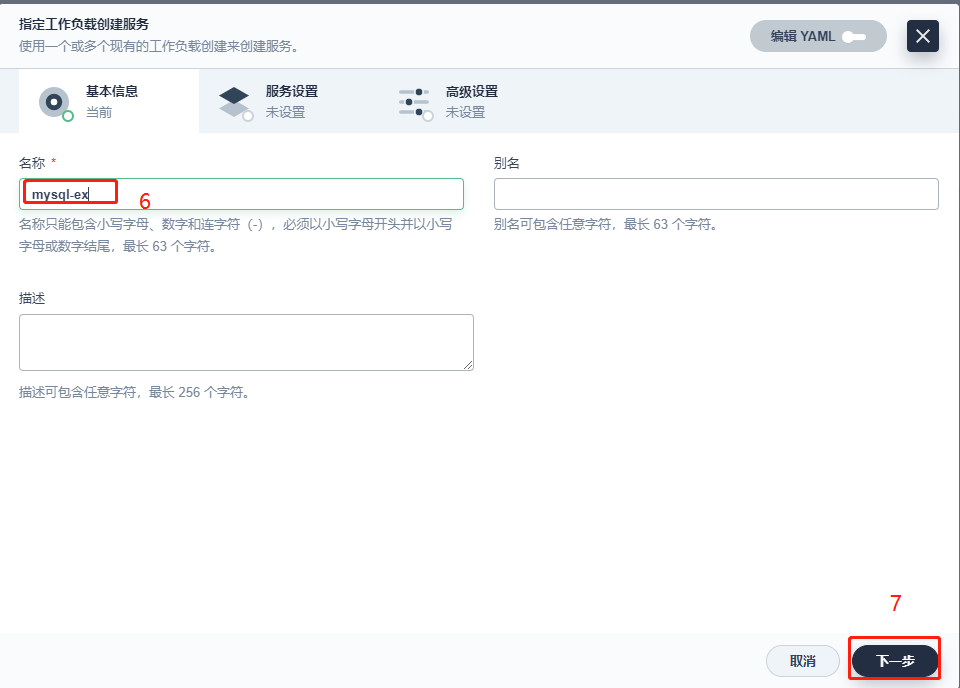 指定工作负载创建服务
使用一个或多个现有的工作负载创建来创建服务。
编辑 YAML
基本信息
当前
服务设置
未设置
高级设置
未设置
名称 *
mysql-ex
6
名称只能包含小写字母、数字和连字符（-），必须以小写字母开头并以小写
字母或数字结尾，最长 63 个字符。
别名
别名可包含任意字符，最长 63 个字符。
描述
描述可包含任意字符，最长 256 个字符。
7
取消
下一步